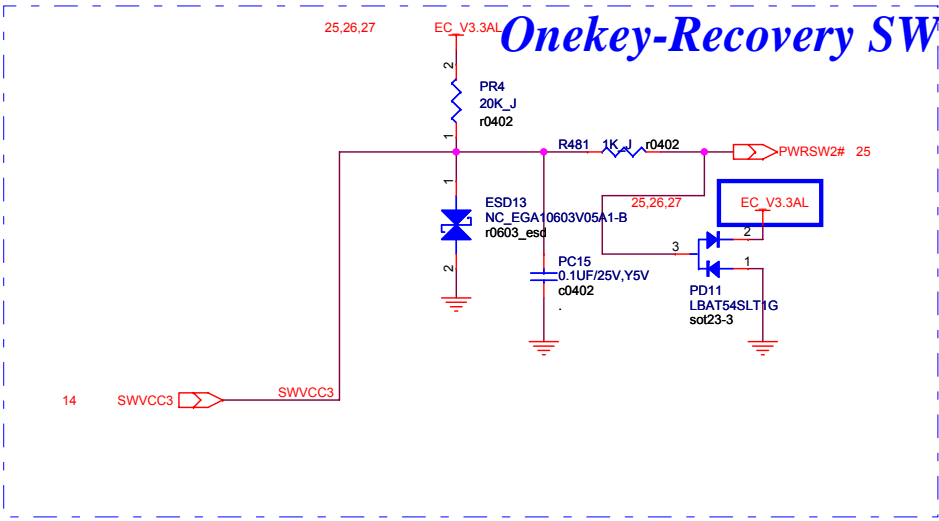 25,26,27
EC_V3.3AL
Onekey-Recovery SW
2
PR4
20K_J
r0402
1
R481
1K_J
r0402
PWRSW2#
25
1
ESD13
NC_EGA10603V05A1-B
r0603_esd
2
25,26,27
EC_V3.3AL
2
3
1
PC15
0.1UF/25V,Y5V
c0402
.
PD11
LBAT54SLT1G
sot23-3
14
SWVCC3
SWVCC3